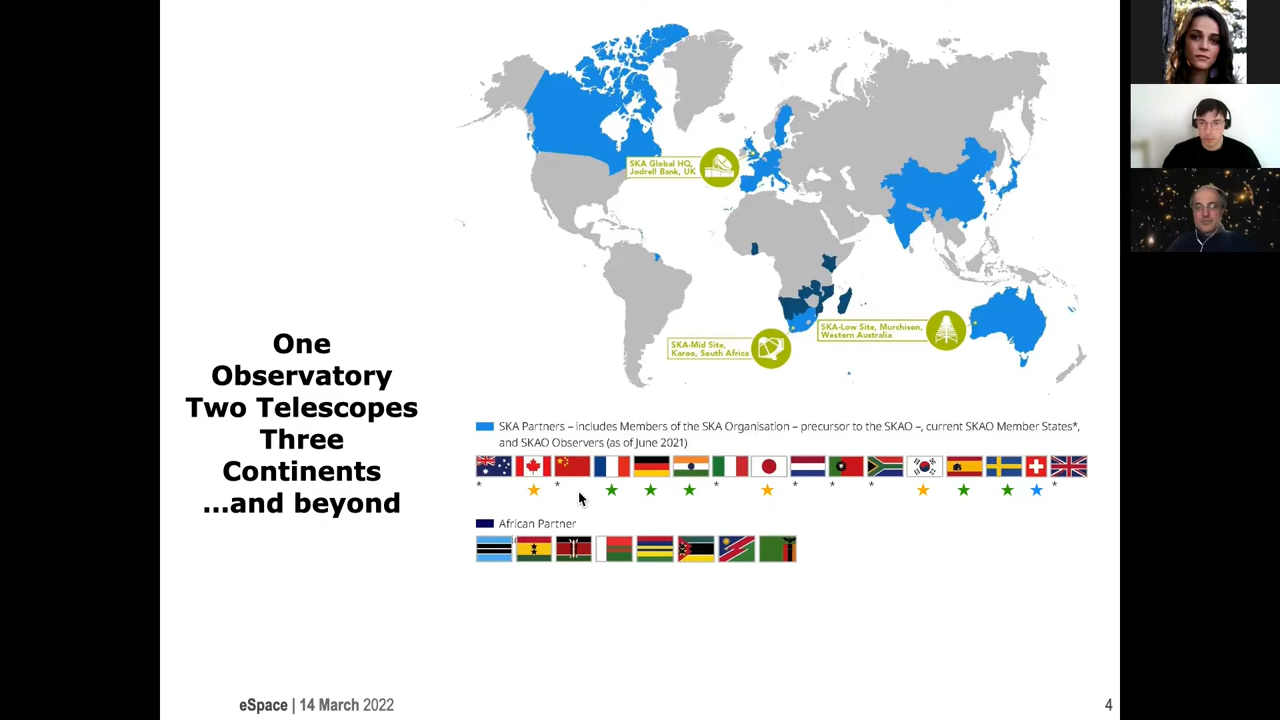 SKA Global HQ,
Jodrell Bank, UK
SKA-Low Site, Murchison,
Western Australia
SKA-Mid Site,
Karoo, South Africa
One
Observatory
Two Telescopes
Three
Continents
...and beyond
SKA Partners – includes Members of the SKA Organisation – precursor to the SKAO –, current SKAO Member States*,
and SKAO Observers (as of June 2021)
* * * * * * *
African Partner
eSpace | 14 March 2022
4